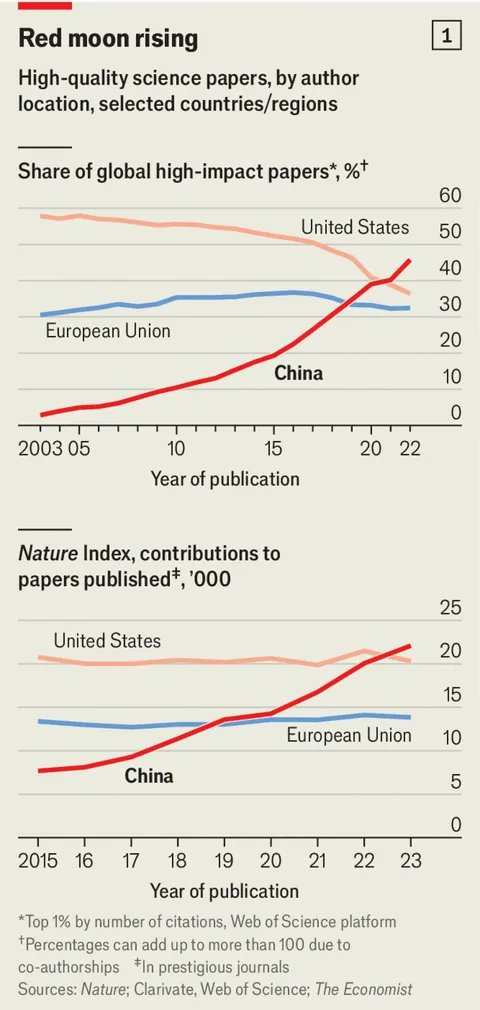 Red moon rising
1
High-quality science papers, by author
location, selected countries/regions
Share of global high-impact papers*, %†
60
United States
50
40
30
European Union
20
China
10
0
2003 05 10 15 20 22
Year of publication
Nature Index, contributions to
papers published‡, ’000
25
United States
20
15
European Union
10
China
5
0
2015 16 17 18 19 20 21 22 23
Year of publication
*Top 1% by number of citations, Web of Science platform
†Percentages can add up to more than 100 due to
co-authorships ‡In prestigious journals
Sources: Nature; Clarivate, Web of Science; The Economist